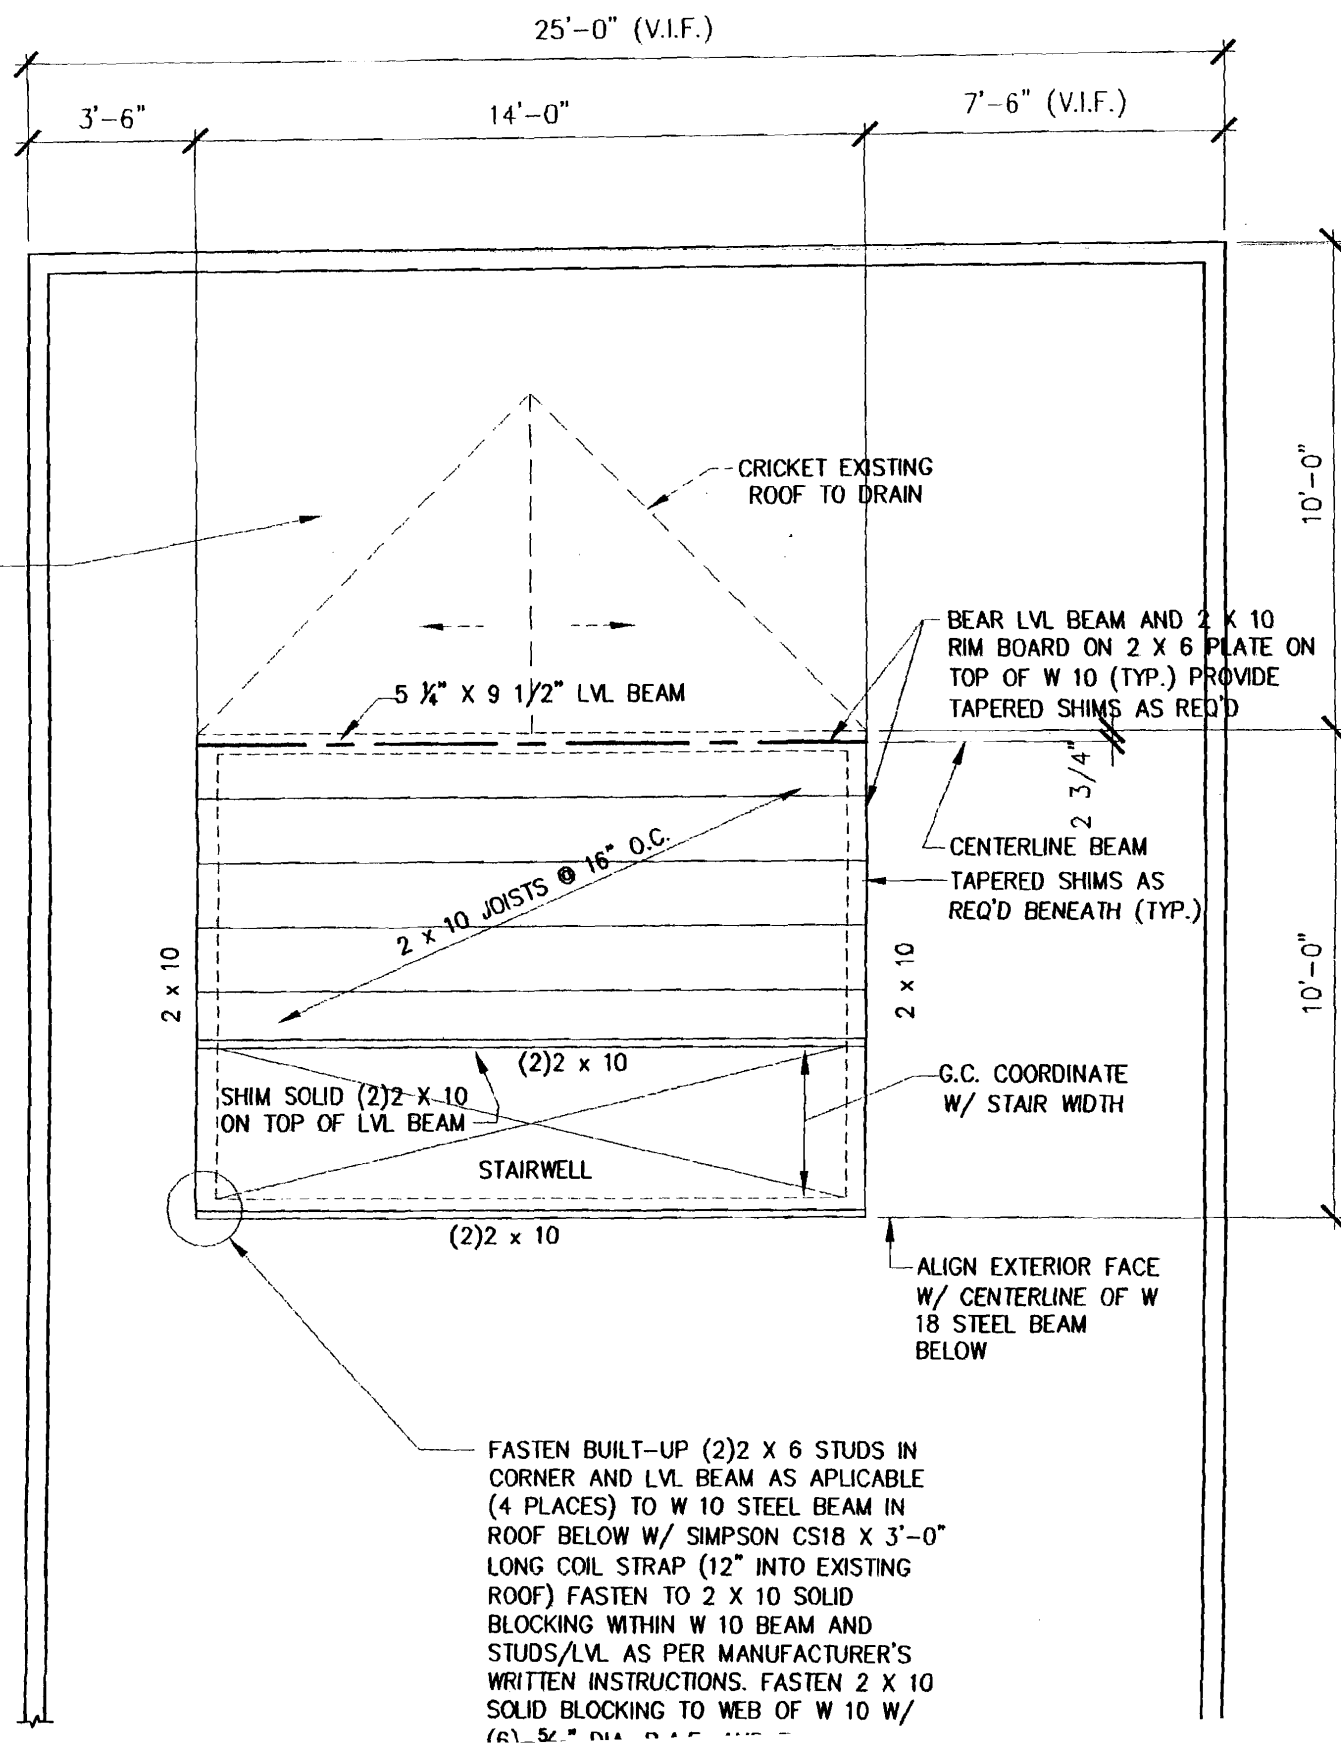 25'-0" (V.I.F.)
3'-6"
14'-0"
7'-6" (V.I.F.)
CRICKET EXISTING
ROOF TO DRAIN
10'-0"
BEAR LVL BEAM AND 2 X 10
RIM BOARD ON 2 X 6 PLATE ON
TOP OF W 10 (TYP.) PROVIDE
TAPERED SHIMS AS REQ'D
5 ¼" X 9 1/2" LVL BEAM
2 3/4"
CENTERLINE BEAM
TAPERED SHIMS AS
REQ'D BENEATH (TYP.)
2 x 10 JOISTS @ 16" O.C.
2 x 10
2 x 10
10'-0"
(2)2 x 10
SHIM SOLID (2)2 X 10
ON TOP OF LVL BEAM
G.C. COORDINATE
W/ STAIR WIDTH
STAIRWELL
(2)2 x 10
ALIGN EXTERIOR FACE
W/ CENTERLINE OF W
18 STEEL BEAM
BELOW
FASTEN BUILT-UP (2)2 X 6 STUDS IN
CORNER AND LVL BEAM AS APLICABLE
(4 PLACES) TO W 10 STEEL BEAM IN
ROOF BELOW W/ SIMPSON CS18 X 3'-0"
LONG COIL STRAP (12" INTO EXISTING
ROOF) FASTEN TO 2 X 10 SOLID
BLOCKING WITHIN W 10 BEAM AND
STUDS/LVL AS PER MANUFACTURER'S
WRITTEN INSTRUCTIONS. FASTEN 2 X 10
SOLID BLOCKING TO WEB OF W 10 W/
(6)